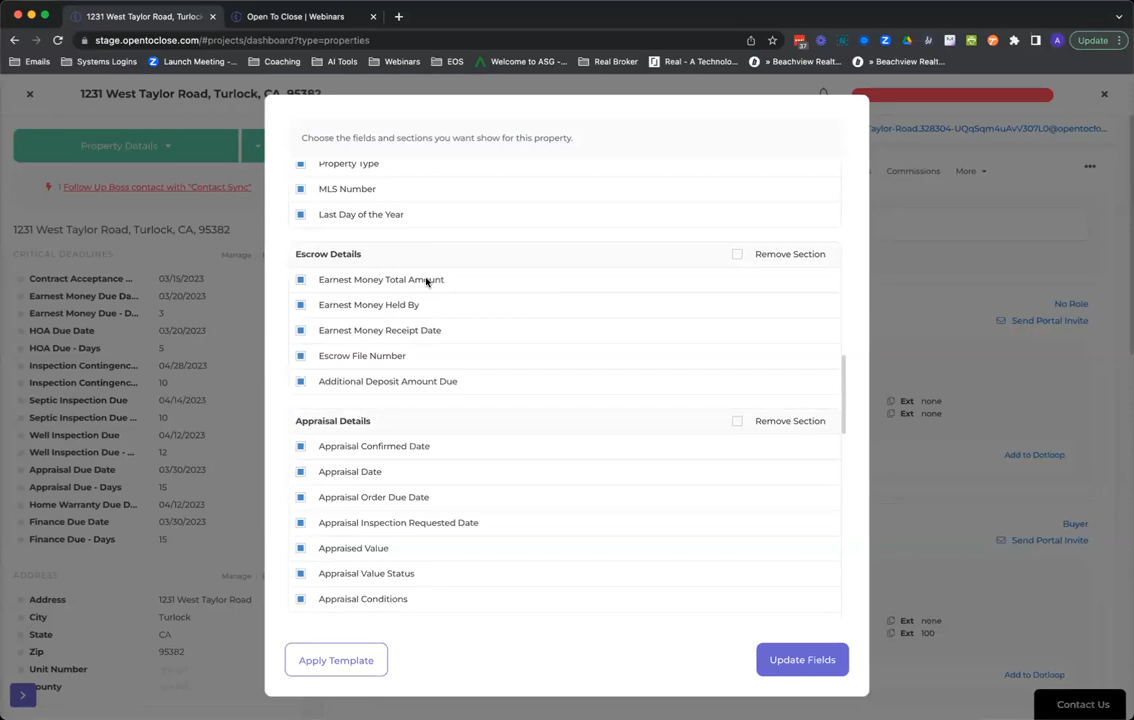 1231 West Taylor Road, Turlock
Open To Close | Webinars
stage.opentoclose.com/#projects/dashboard?type=properties
37
A
Update
Emails
Systems Logins
Launch Meeting -...
Coaching
AI Tools
Webinars
EOS
Welcome to ASG -...
Real Broker
Real - A Technolo...
» Beachview Realt...
» Beachview Realt...
1231 West Taylor Road, Turlock, CA, 95382
Property Details
1 Follow Up Boss contact with "Contact Sync"
1231 West Taylor Road, Turlock, CA, 95382
CRITICAL DEADLINES
Manage
Contract Acceptance ... 03/15/2023
Earnest Money Due Da... 03/20/2023
Earnest Money Due - D... 3
HOA Due Date 03/20/2023
HOA Due - Days 5
Inspection Contingenc... 04/28/2023
Inspection Contingenc... 10
Septic Inspection Due 04/14/2023
Septic Inspection Due ... 10
Well Inspection Due 04/12/2023
Well Inspection Due - ... 12
Appraisal Due Date 03/30/2023
Appraisal Due - Days 15
Home Warranty Due D... 04/12/2023
Finance Due Date 03/30/2023
Finance Due - Days 15
ADDRESS
Manage
Address 1231 West Taylor Road
City Turlock
State CA
Zip 95382
Unit Number
ounty
Choose the fields and sections you want show for this property.
Property Type
MLS Number
Last Day of the Year
Escrow Details
Remove Section
Earnest Money Total Amount
Earnest Money Held By
Earnest Money Receipt Date
Escrow File Number
Additional Deposit Amount Due
Appraisal Details
Remove Section
Appraisal Confirmed Date
Appraisal Date
Appraisal Order Due Date
Appraisal Inspection Requested Date
Appraised Value
Appraisal Value Status
Appraisal Conditions
Apply Template
Update Fields
aylor-Road.328304-UQqSqm4uAvV307L0@opentoclo...
Commissions
More
No Role
Send Portal Invite
Ext none
Ext none
Add to Dotloop
Buyer
Send Portal Invite
Ext none
Ext 100
Add to Dotloop
Contact Us